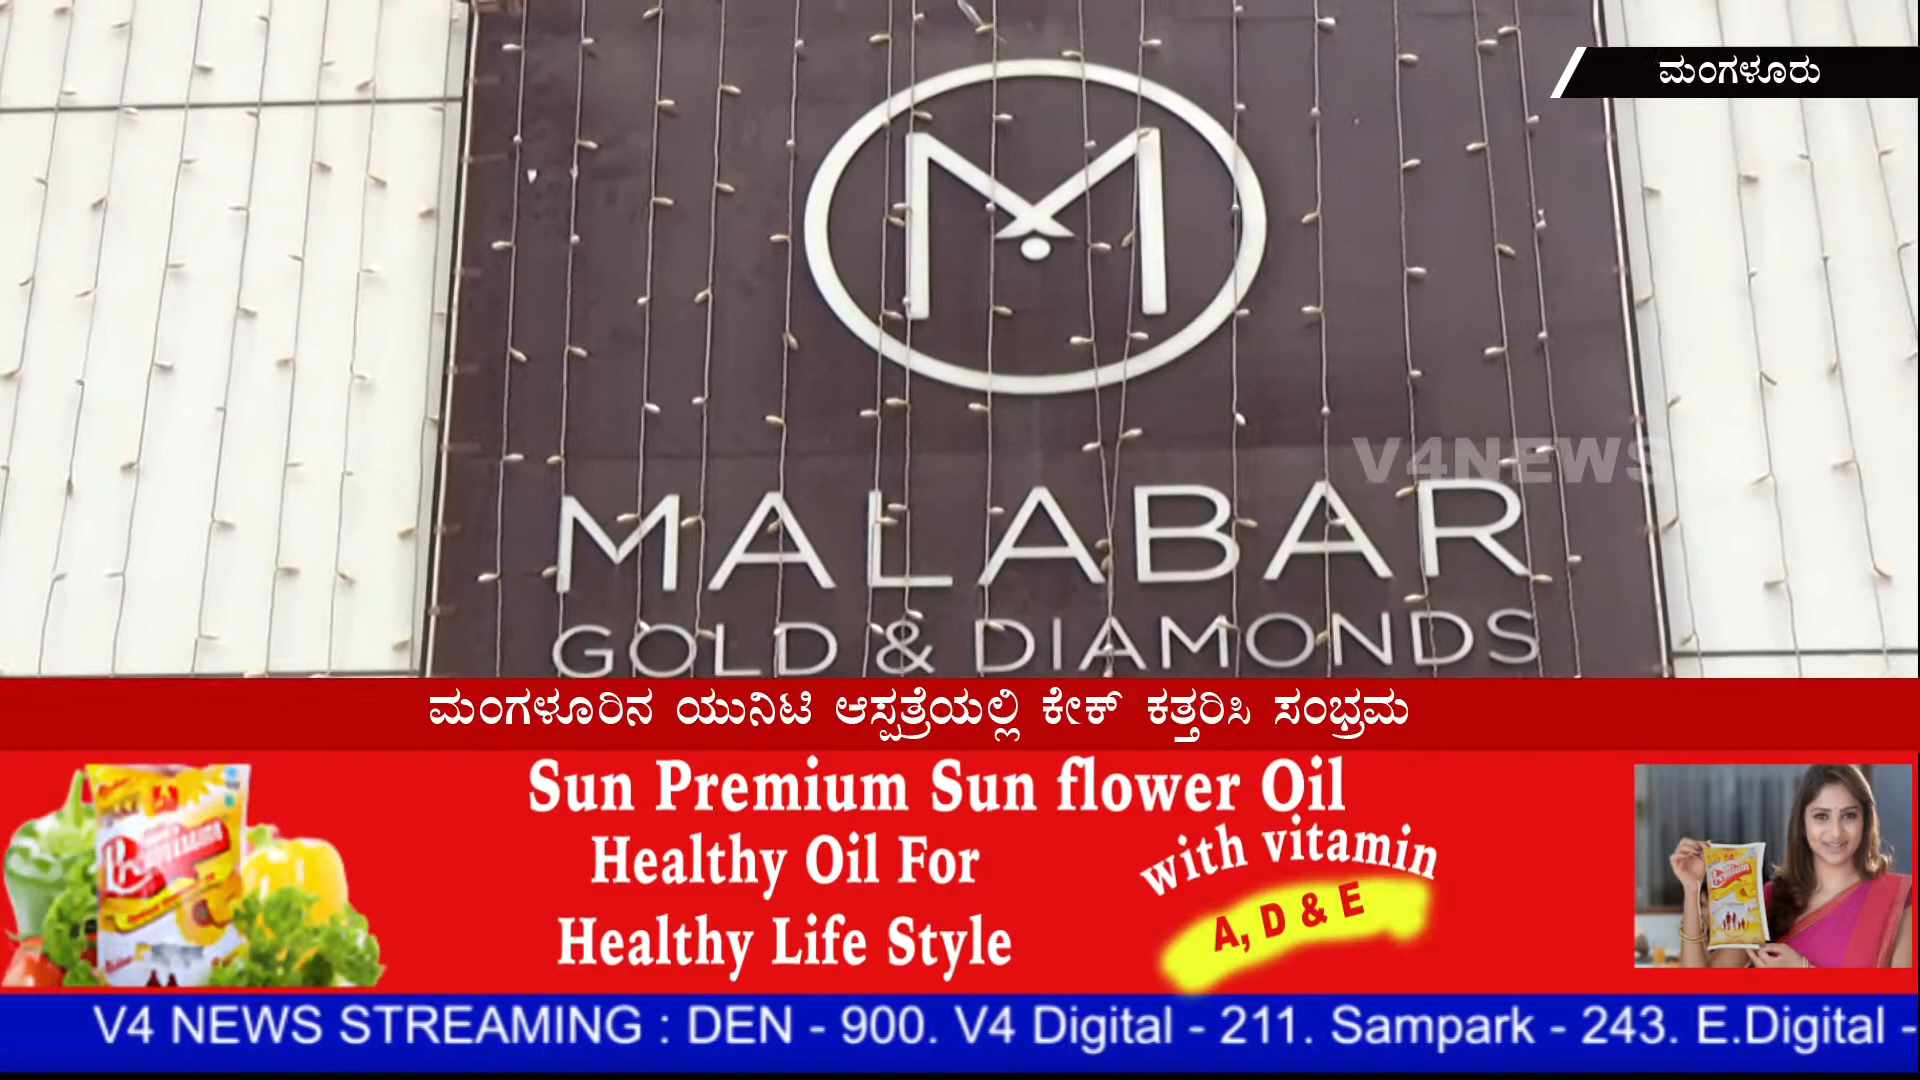 ಮಂಗಳೂರು
M
V4NEWS
MALABAR
GOLD & DIAMONDS
ಮಂಗಳೂರಿನ ಯುನಿಟಿ ಆಸ್ಪತ್ರೆಯಲ್ಲಿ ಕೇಕ್ ಕತ್ತರಿಸಿ ಸಂಭ್ರಮ
Sun Premium Sun flower Oil
Healthy Oil For
Healthy Life Style
with vitamin
A, D & E
V4 NEWS STREAMING : DEN - 900. V4 Digital - 211. Sampark - 243. E.Digital -